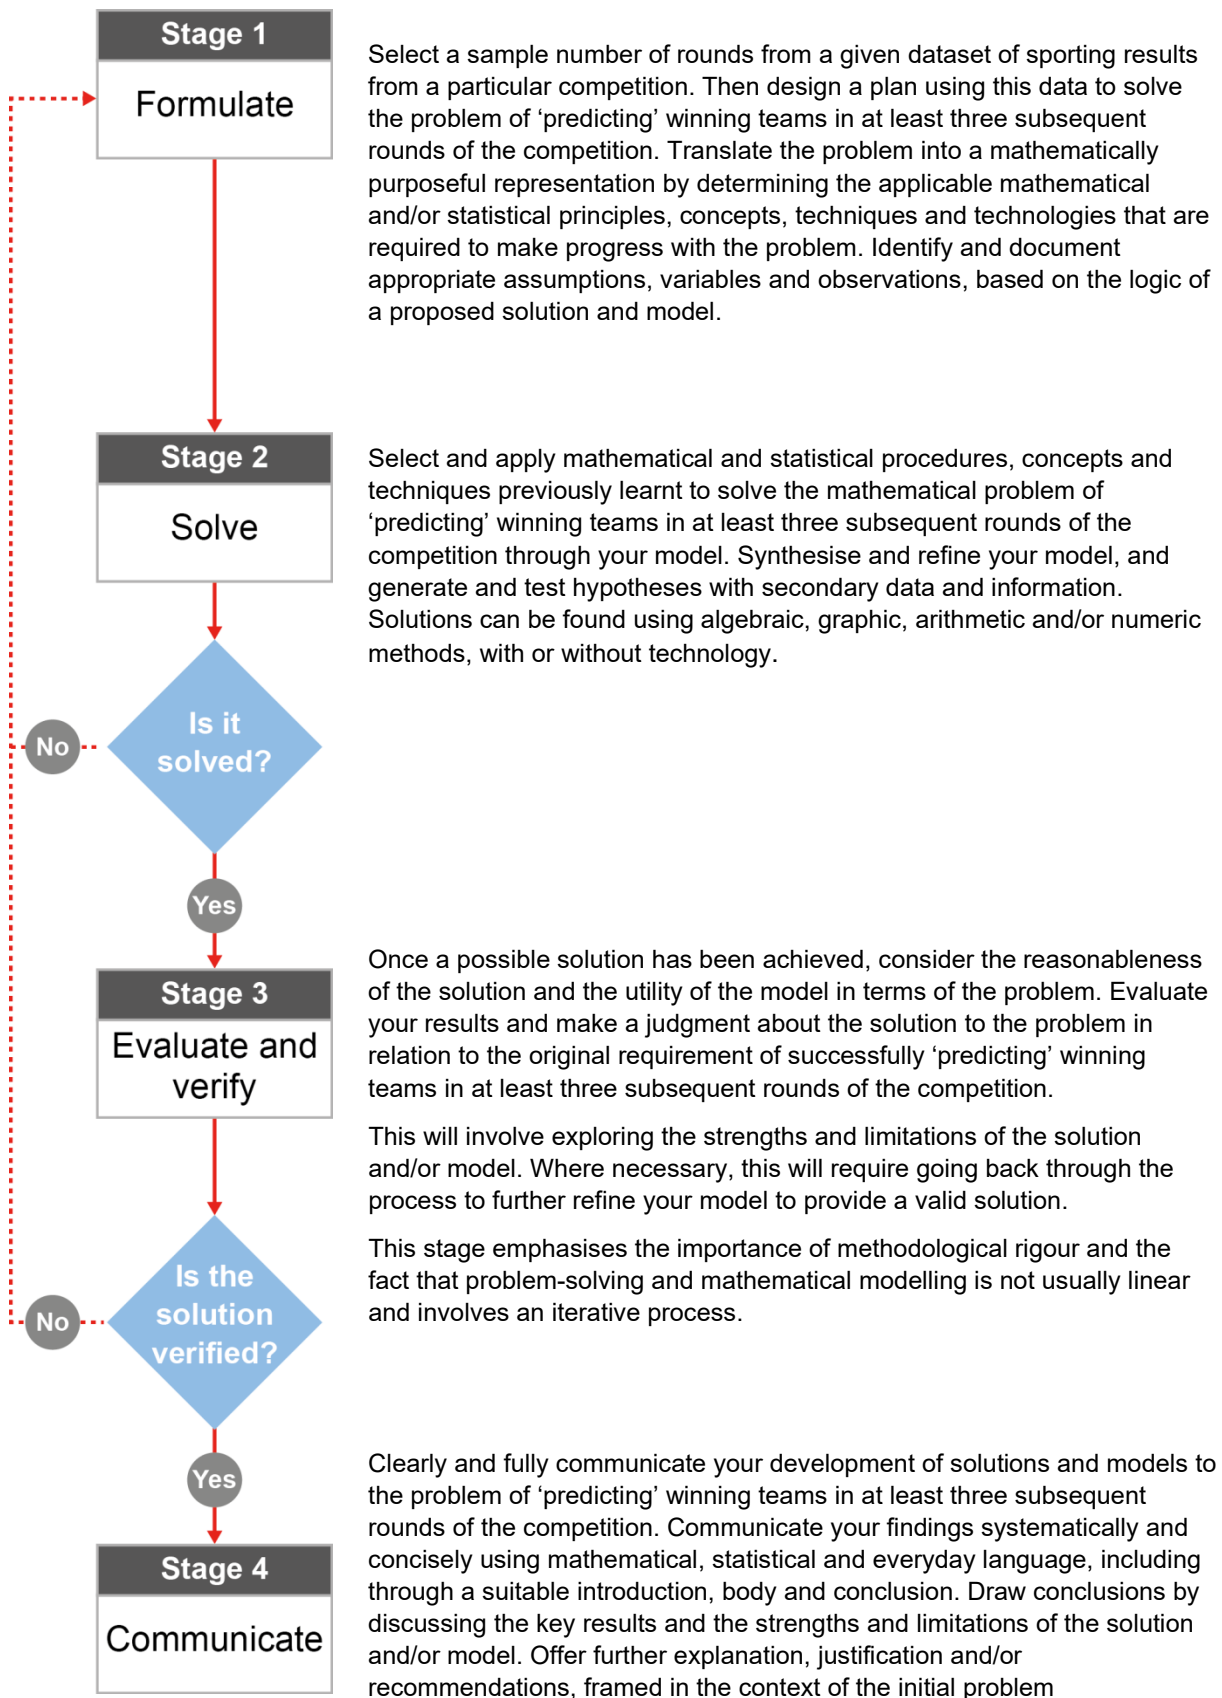 Stage 1
Formulate
Select a sample number of rounds from a given dataset of sporting results
from a particular competition. Then design a plan using this data to solve
the problem of ‘predicting’ winning teams in at least three subsequent
rounds of the competition. Translate the problem into a mathematically
purposeful representation by determining the applicable mathematical
and/or statistical principles, concepts, techniques and technologies that are
required to make progress with the problem. Identify and document
appropriate assumptions, variables and observations, based on the logic of
a proposed solution and model.
Stage 2
Solve
Select and apply mathematical and statistical procedures, concepts and
techniques previously learnt to solve the mathematical problem of
‘predicting’ winning teams in at least three subsequent rounds of the
competition through your model. Synthesise and refine your model, and
generate and test hypotheses with secondary data and information.
Solutions can be found using algebraic, graphic, arithmetic and/or numeric
methods, with or without technology.
Is it
solved?
No
Yes
Stage 3
Evaluate and
verify
Once a possible solution has been achieved, consider the reasonableness
of the solution and the utility of the model in terms of the problem. Evaluate
your results and make a judgment about the solution to the problem in
relation to the original requirement of successfully ‘predicting’ winning
teams in at least three subsequent rounds of the competition.
This will involve exploring the strengths and limitations of the solution
and/or model. Where necessary, this will require going back through the
process to further refine your model to provide a valid solution.
This stage emphasises the importance of methodological rigour and the
fact that problem-solving and mathematical modelling is not usually linear
and involves an iterative process.
Is the
solution
verified?
No
Yes
Stage 4
Communicate
Clearly and fully communicate your development of solutions and models to
the problem of ‘predicting’ winning teams in at least three subsequent
rounds of the competition. Communicate your findings systematically and
concisely using mathematical, statistical and everyday language, including
through a suitable introduction, body and conclusion. Draw conclusions by
discussing the key results and the strengths and limitations of the solution
and/or model. Offer further explanation, justification and/or
recommendations, framed in the context of the initial problem